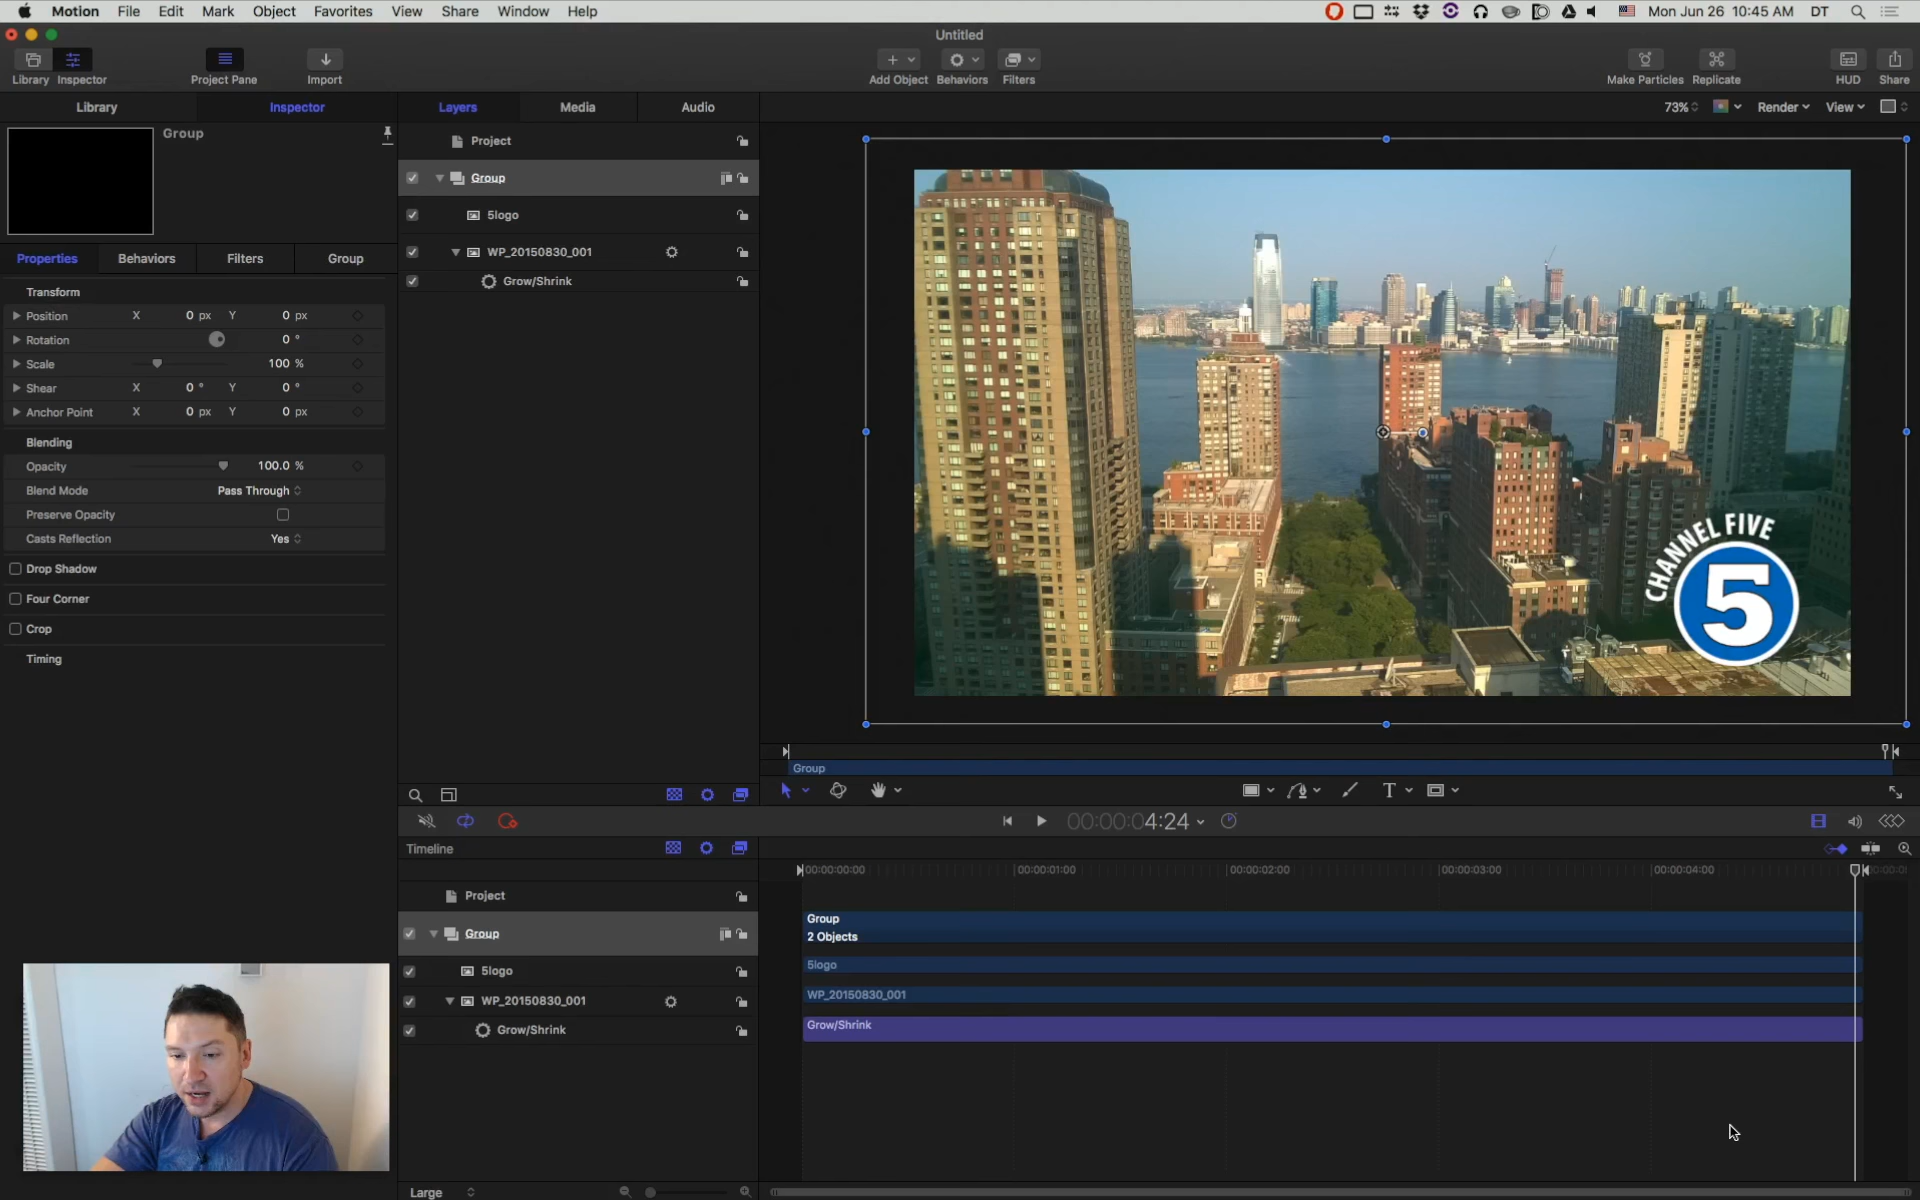 Motion File Edit Mark Object Favorites View Share Window Help Mon Jun 26 10:45 AM DT
Untitled
Library Inspector Project Pane Import Add Object Behaviors Filters Make Particles Replicate HUD Share
Library Inspector Layers Media Audio 73% Render View
Group
Project
Group
5logo
WP_20150830_001
Grow/Shrink
Properties Behaviors Filters Group
Transform
Position X 0 px Y 0 px
Rotation 0 °
Scale 100 %
Shear X 0 ° Y 0 °
Anchor Point X 0 px Y 0 px
Blending
Opacity 100.0 %
Blend Mode Pass Through
Preserve Opacity
Casts Reflection Yes
Drop Shadow
Four Corner
Crop
Timing
CHANNEL FIVE
5
Group
T
00:00:04:24
Timeline
00:00:00:00 00:00:01:00 00:00:02:00 00:00:03:00 00:00:04:00
Project
Group
Group
2 Objects
5logo 5logo
WP_20150830_001 WP_20150830_001
Grow/Shrink Grow/Shrink
Large